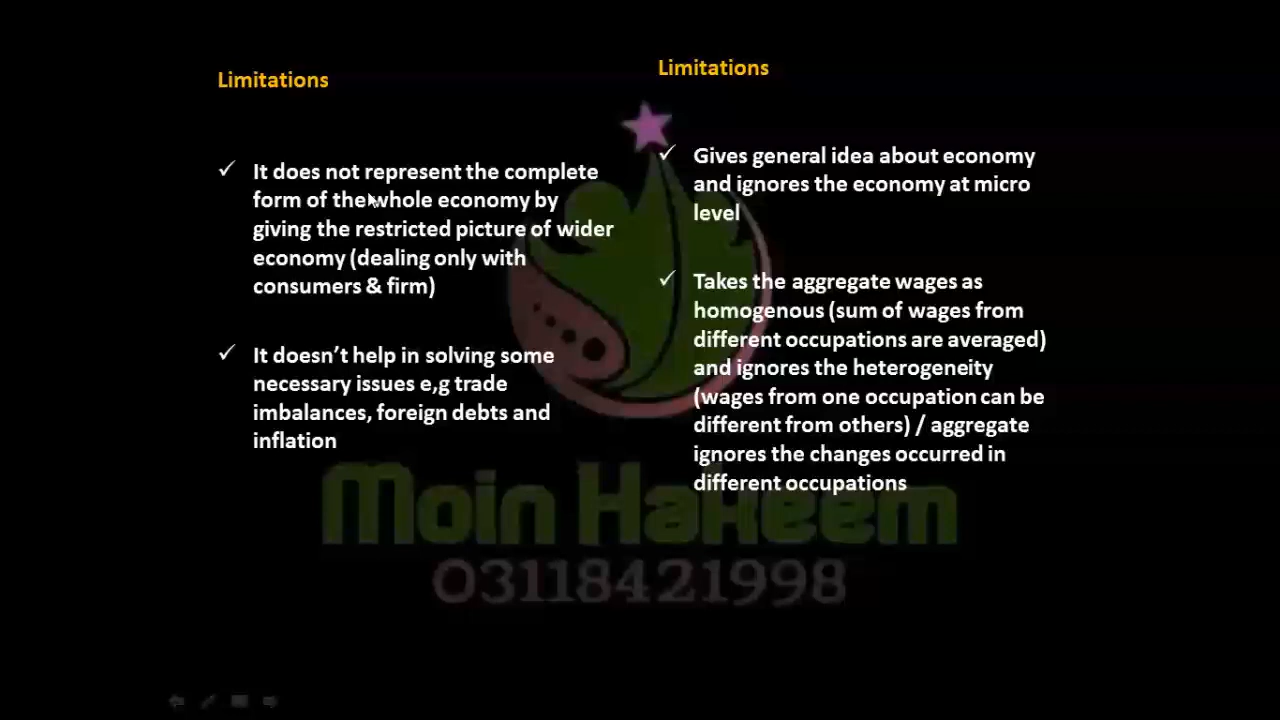 Limitations
It does not represent the complete
form of the whole economy by
giving the restricted picture of wider
economy (dealing only with
consumers & firm)
It doesn't help in solving some
necessary issues e,g trade
imbalances, foreign debts and
inflation
Limitations
Gives general idea about economy
and ignores the economy at micro
level
Takes the aggregate wages as
homogenous (sum of wages from
different occupations are averaged)
and ignores the heterogeneity
(wages from one occupation can be
different from others) / aggregate
ignores the changes occurred in
different occupations
Moin Hakeem
03118421998